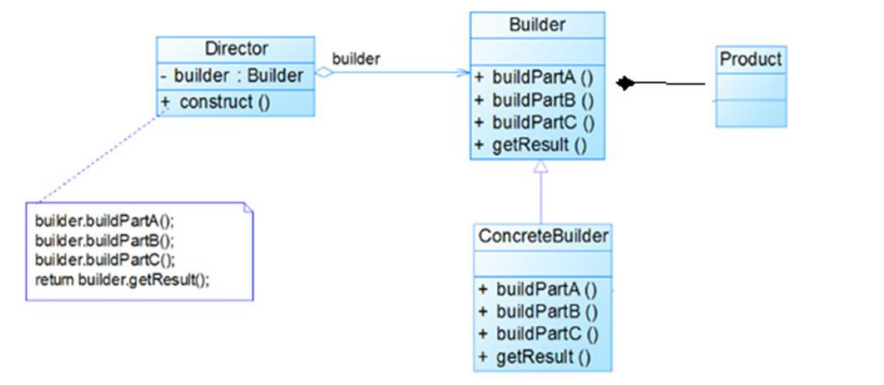 Director
- builder : Builder
+ construct ()
builder
Builder
+ buildPartA ()
+ buildPartB ()
+ buildPartC ()
+ getResult ()
Product
builder.buildPartA();
builder.buildPartB();
builder.buildPartC();
return builder.getResult();
ConcreteBuilder
+ buildPartA ()
+ buildPartB ()
+ buildPartC ()
+ getResult ()